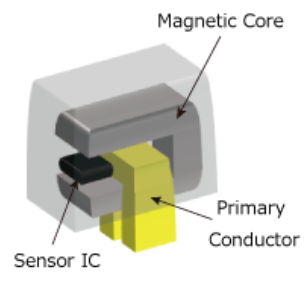 Magnetic Core
Primary
Conductor
Sensor IC